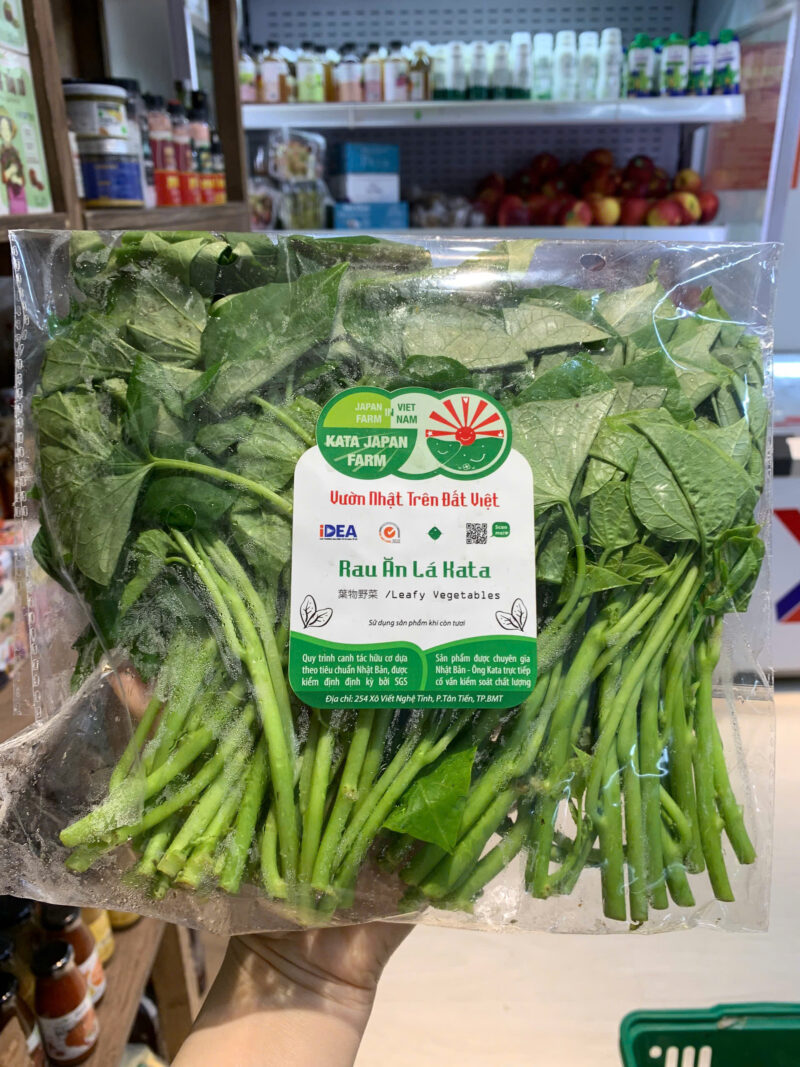 JAPAN FARM
IN
VIET NAM
KATA JAPAN
FARM
Vườn Nhật Trên Đất Việt
iDEA
Scan
Rau Ăn Lá Kata
葉物野菜 /Leafy Vegetables
Sử dụng sản phẩm khi còn tươi
Quy trình canh tác hữu cơ dựa
theo tiêu chuẩn Nhật Bản, được
kiểm định định kỳ bởi SGS
Sản phẩm được chuyên gia
Nhật Bản - Ông Kata trực tiếp
cố vấn kiểm soát chất lượng
Địa chỉ: 254 Xô Viết Nghệ Tĩnh, P.Tân Tiến, TP.BMT